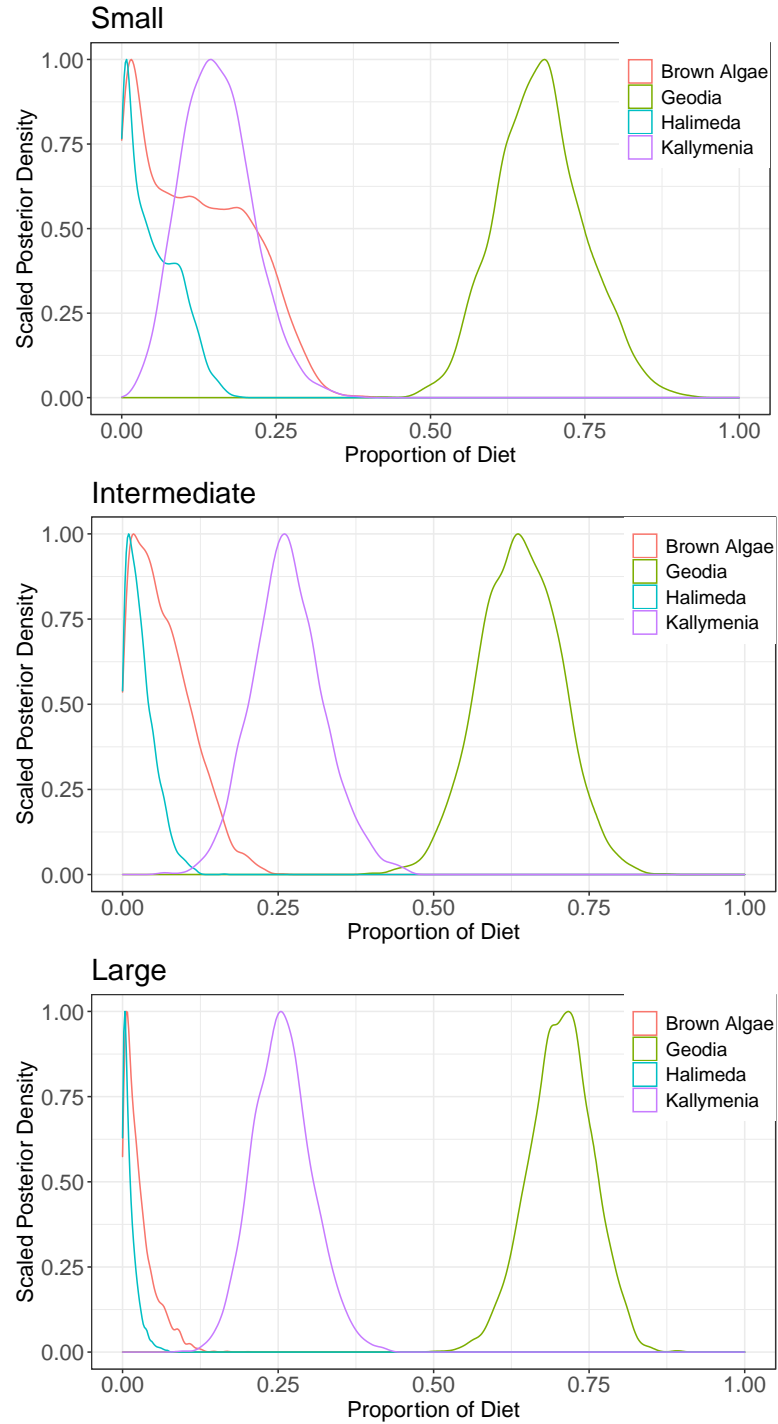 Small
Scaled Posterior Density
1.00
0.75
0.50
0.25
0.00
Brown Algae
Geodia
Halimeda
Kallymenia
0.00 0.25 0.50 0.75 1.00
Proportion of Diet
Intermediate
Scaled Posterior Density
1.00
0.75
0.50
0.25
0.00
Brown Algae
Geodia
Halimeda
Kallymenia
0.00 0.25 0.50 0.75 1.00
Proportion of Diet
Large
Scaled Posterior Density
1.00
0.75
0.50
0.25
0.00
Brown Algae
Geodia
Halimeda
Kallymenia
0.00 0.25 0.50 0.75 1.00
Proportion of Diet